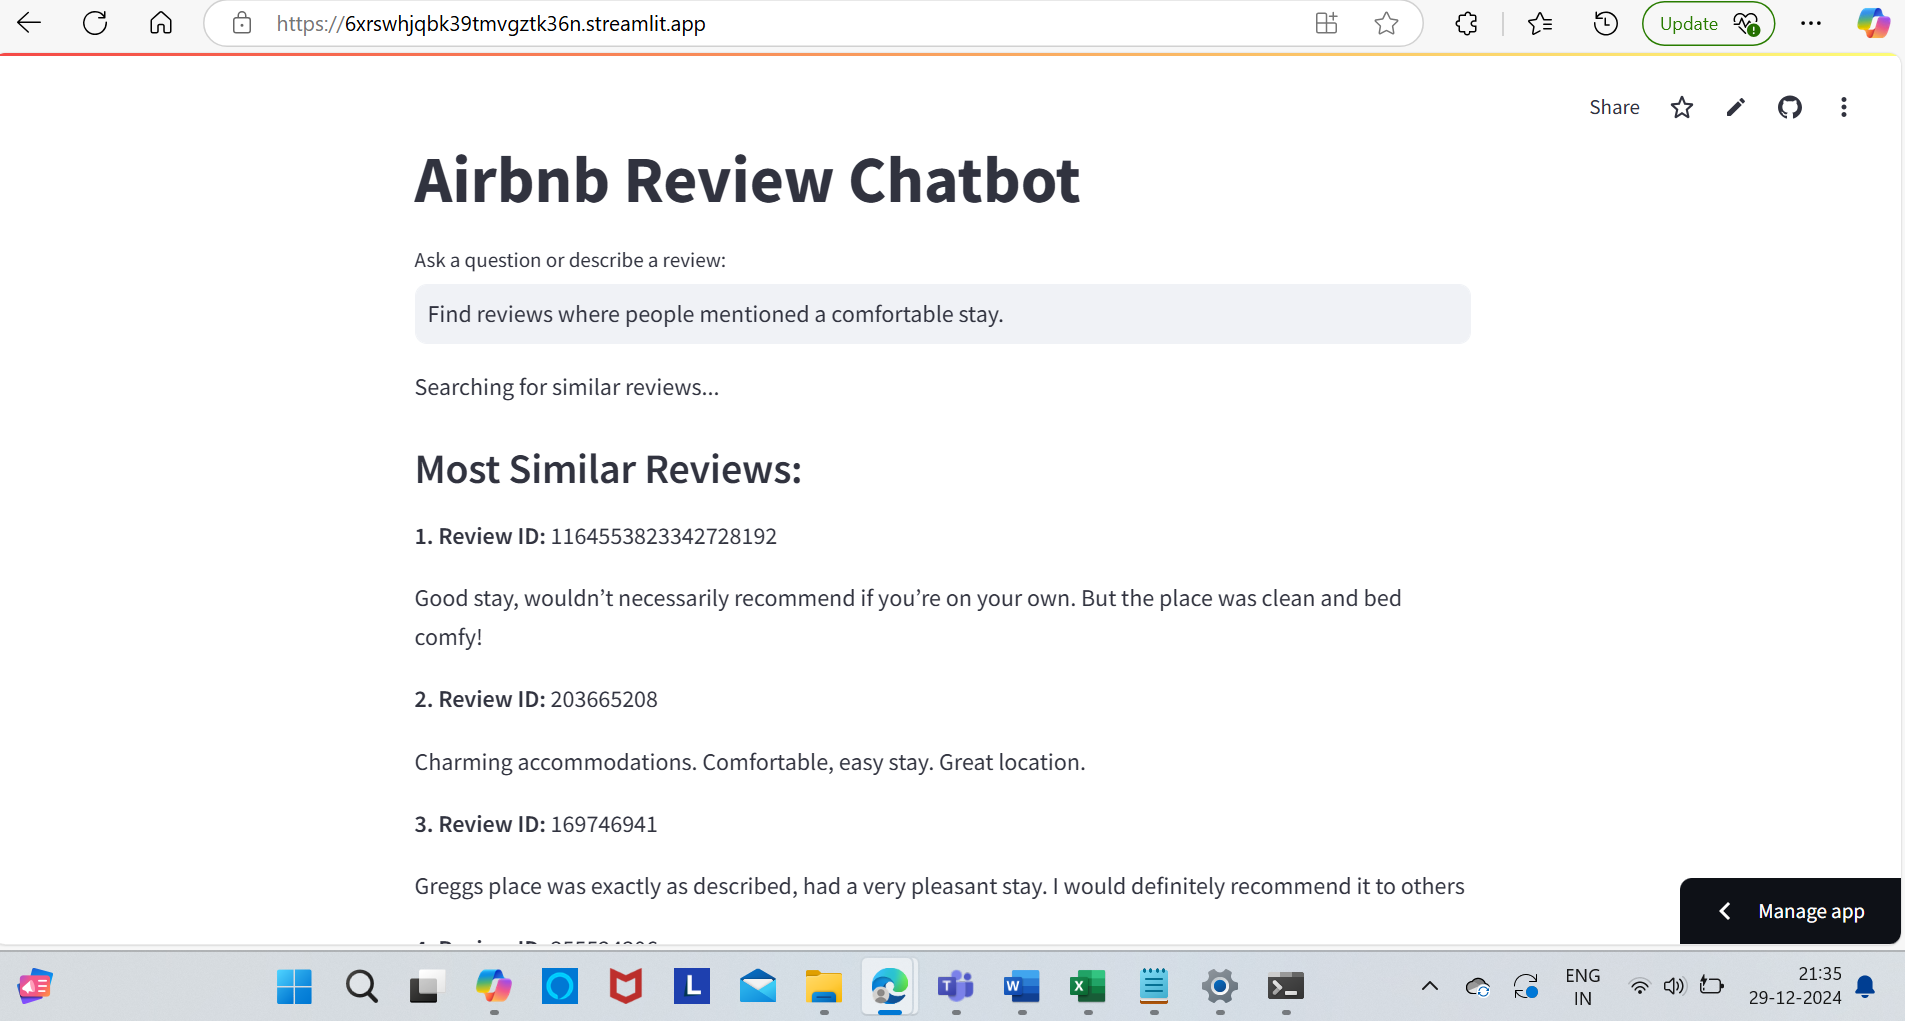 https://6xrswhjqbk39tmvgztk36n.streamlit.app
Update
Share
Airbnb Review Chatbot
Ask a question or describe a review:
Find reviews where people mentioned a comfortable stay.
Searching for similar reviews...
Most Similar Reviews:
1. Review ID: 1164553823342728192
Good stay, wouldn’t necessarily recommend if you’re on your own. But the place was clean and bed
comfy!
2. Review ID: 203665208
Charming accommodations. Comfortable, easy stay. Great location.
3. Review ID: 169746941
Greggs place was exactly as described, had a very pleasant stay. I would definitely recommend it to others
Manage app
4. Review ID:
L
T
W
X
ENG
IN
21:35
29-12-2024